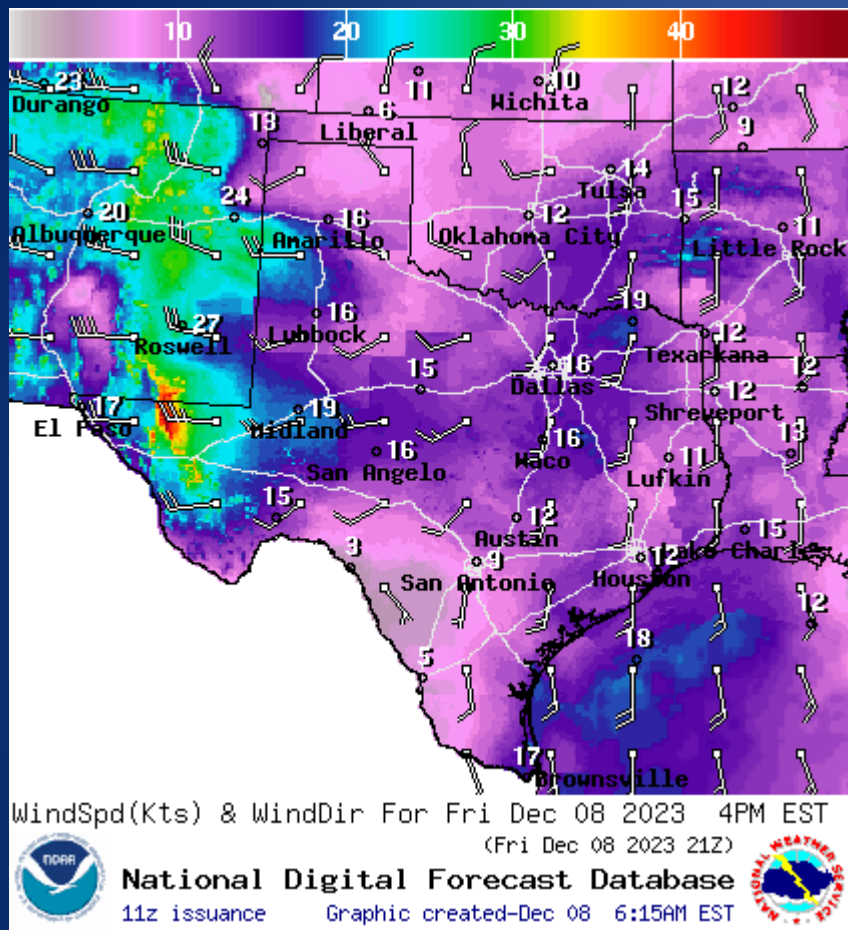 10 20 30 40
23 11 10 12
Durango Wichita
6
Liberal
18 9
14
Tulsa
20 24 16 12 15 11
Albuquerque Amarillo Oklahoma City Little Rock
27 16 19
Roswell Lubbock
12
Texarkana
15 16 12
Dallas
17 19 12
El Paso Midland Shreveport
16 16 11 13
San Angelo Waco Lufkin
15 12 15
Austin Lake Charles
3 9 12
San Antonio Houston
12
18
5
17
Brownsville
WindSpd(Kts) & WindDir For Fri Dec 08 2023 4PM EST
(Fri Dec 08 2023 21Z)
NOAA
National Digital Forecast Database
11z issuance Graphic created-Dec 08 6:15AM EST
NATIONAL WEATHER SERVICE